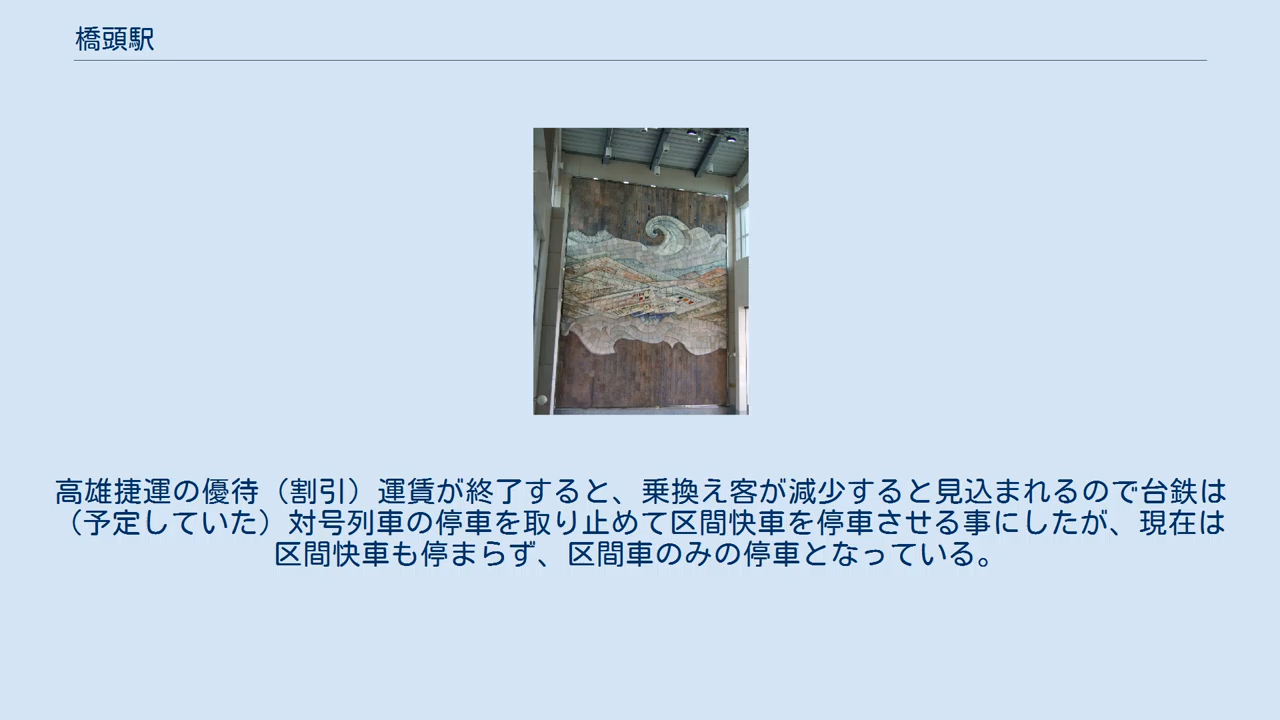 橋頭駅
高雄捷運の優待（割引）運賃が終了すると、乗換え客が減少すると見込まれるので台鉄は
（予定していた）対号列車の停車を取り止めて区間快車を停車させる事にしたが、現在は
区間快車も停まらず、区間車のみの停車となっている。